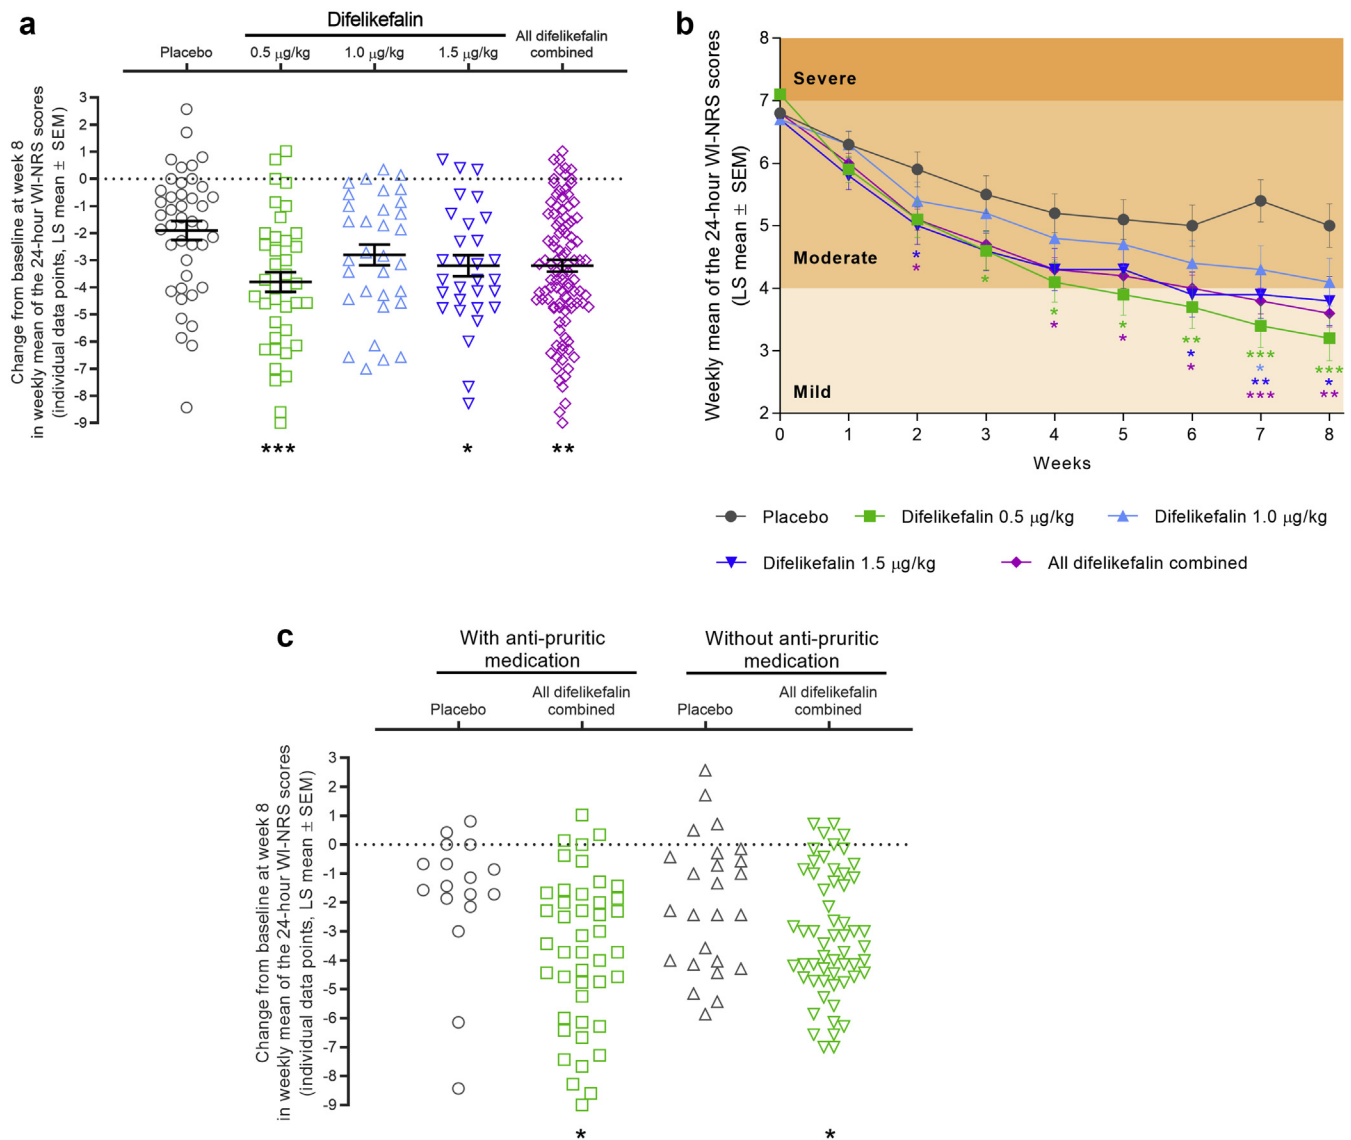 a
Difelikefalin
Placebo
0.5 µg/kg
1.0 µg/kg
1.5 µg/kg
All difelikefalin
combined
Change from baseline at week 8
in weekly mean of the 24-hour WI-NRS scores
(individual data points, LS mean ± SEM)
3
2
1
0
-1
-2
-3
-4
-5
-6
-7
-8
-9
***
*
**
b
Weekly mean of the 24-hour WI-NRS scores
(LS mean ± SEM)
8
7
6
5
4
3
2
Severe
Moderate
Mild
*
*
*
*
*
*
*
**
*
*
***
*
**
***
***
*
**
0 1 2 3 4 5 6 7 8
Weeks
Placebo
Difelikefalin 0.5 µg/kg
Difelikefalin 1.0 µg/kg
Difelikefalin 1.5 µg/kg
All difelikefalin combined
c
With anti-pruritic
medication
Without anti-pruritic
medication
Placebo
All difelikefalin
combined
Placebo
All difelikefalin
combined
Change from baseline at week 8
in weekly mean of the 24-hour WI-NRS scores
(individual data points, LS mean ± SEM)
3
2
1
0
-1
-2
-3
-4
-5
-6
-7
-8
-9
*
*